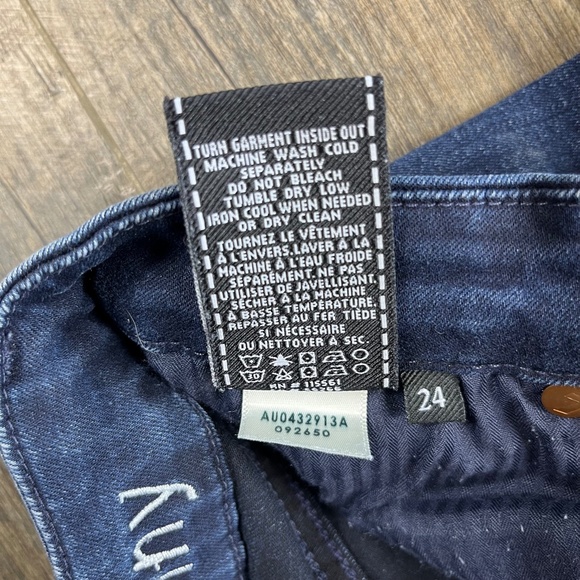 TURN GARMENT INSIDE OUT
MACHINE WASH COLD
SEPARATELY
DO NOT BLEACH
TUMBLE DRY LOW
IRON COOL WHEN NEEDED
OR DRY CLEAN
TOURNEZ LE VÊTEMENT
À L'ENVERS.LAVER À LA
MACHINE À L'EAU FROIDE
SÉPARÉMENT. NE PAS
UTILISER DE JAVELLISANT.
SÉCHER À LA MACHINE
À BASSE TEMPÉRATURE.
REPASSER AU FER TIÈDE
SI NÉCESSAIRE
OU NETTOYER À SEC.
30
RN # 115561
AU0432913A
092650
24